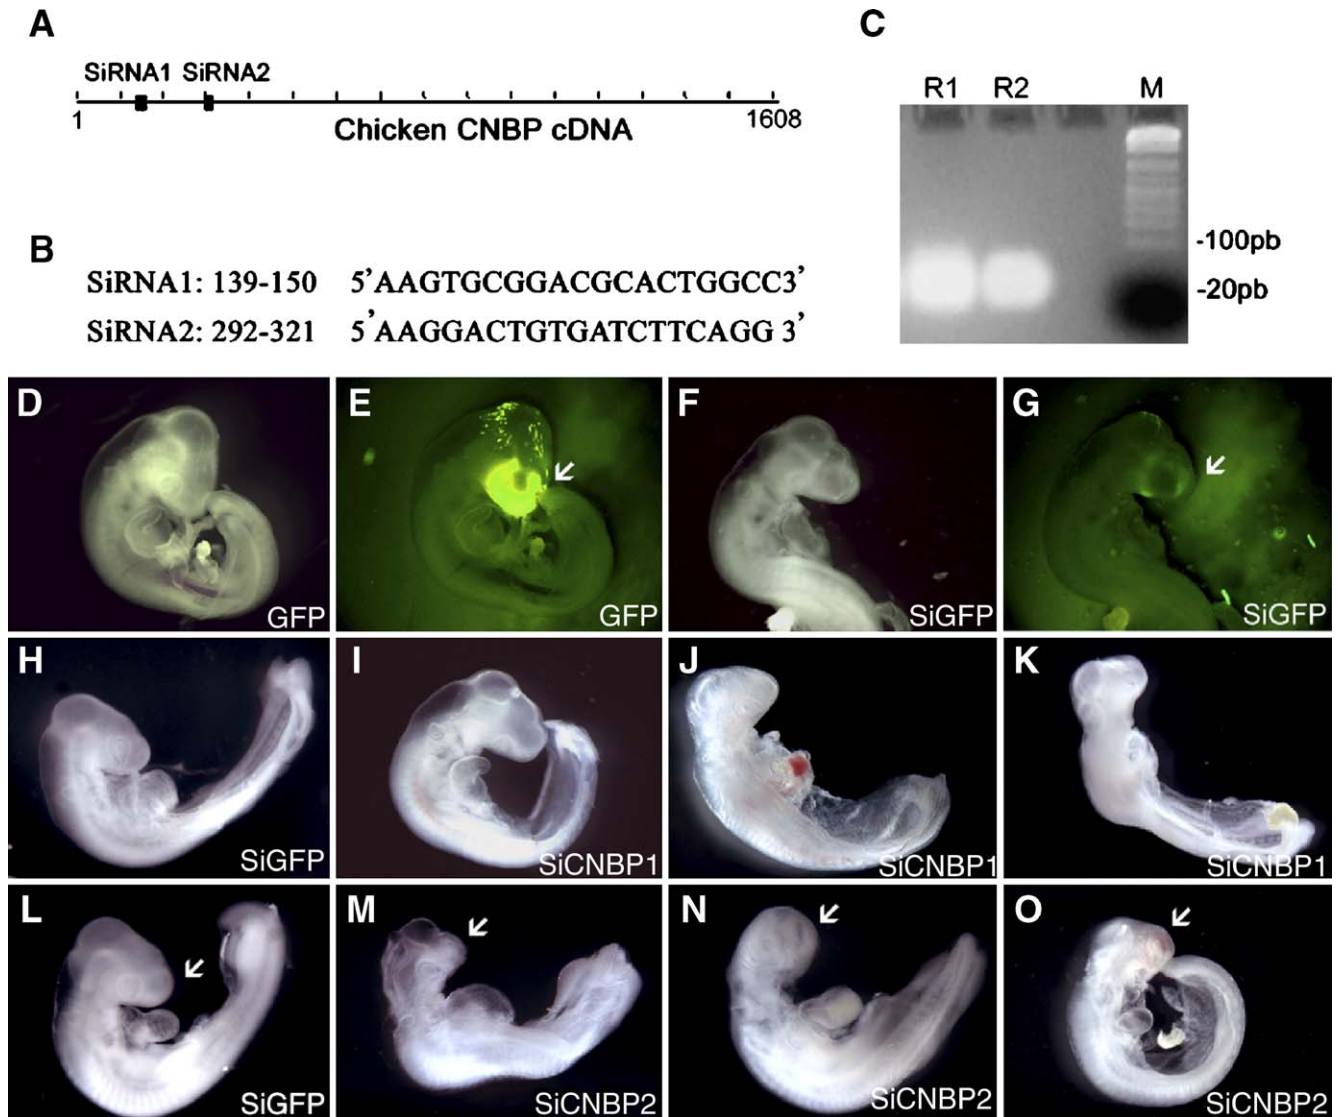 A
SiRNA1 SiRNA2
1 1608
Chicken CNBP cDNA
B
SiRNA1: 139-150 5’AAGTGCGGACGCACTGGCC3’
SiRNA2: 292-321 5’AAGGACTGTGATCTTCAGG 3’
C
R1 R2 M
-100pb
-20pb
D GFP
E GFP
F SiGFP
G SiGFP
H SiGFP
I SiCNBP1
J SiCNBP1
K SiCNBP1
L SiGFP
M SiCNBP2
N SiCNBP2
O SiCNBP2